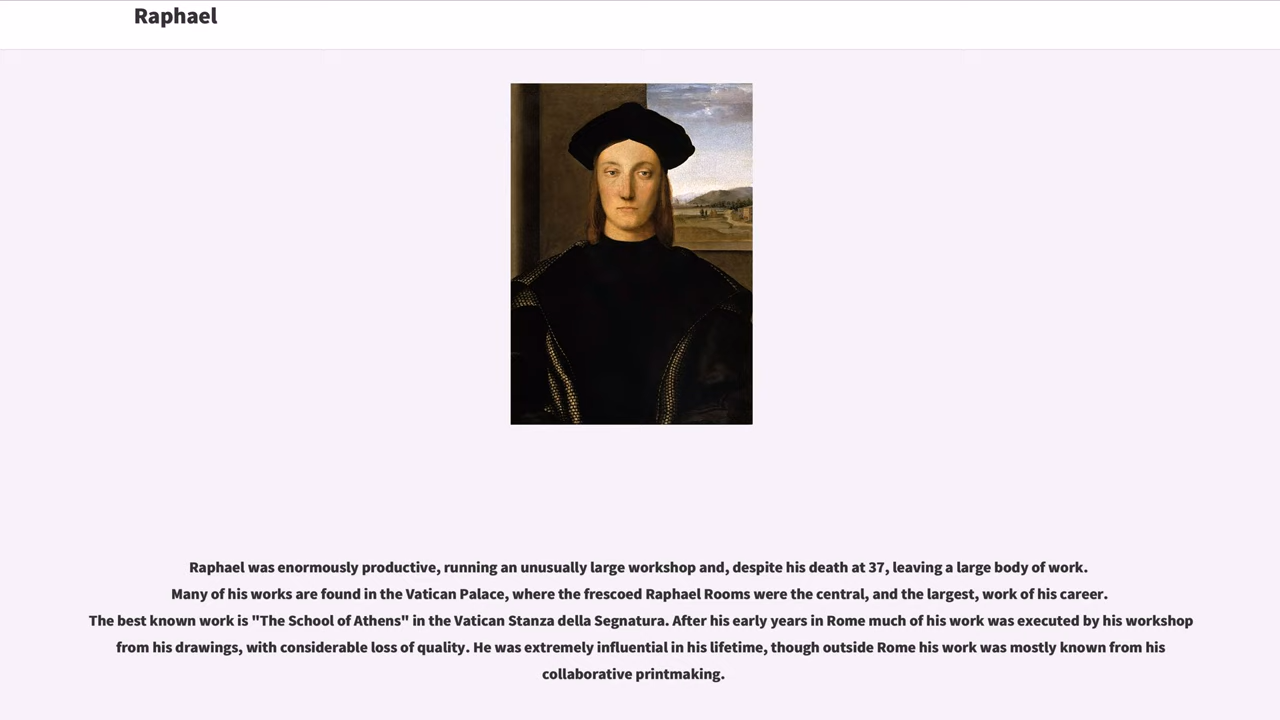 Raphael
Raphael was enormously productive, running an unusually large workshop and, despite his death at 37, leaving a large body of work.
Many of his works are found in the Vatican Palace, where the frescoed Raphael Rooms were the central, and the largest, work of his career.
The best known work is "The School of Athens" in the Vatican Stanza della Segnatura. After his early years in Rome much of his work was executed by his workshop
from his drawings, with considerable loss of quality. He was extremely influential in his lifetime, though outside Rome his work was mostly known from his
collaborative printmaking.